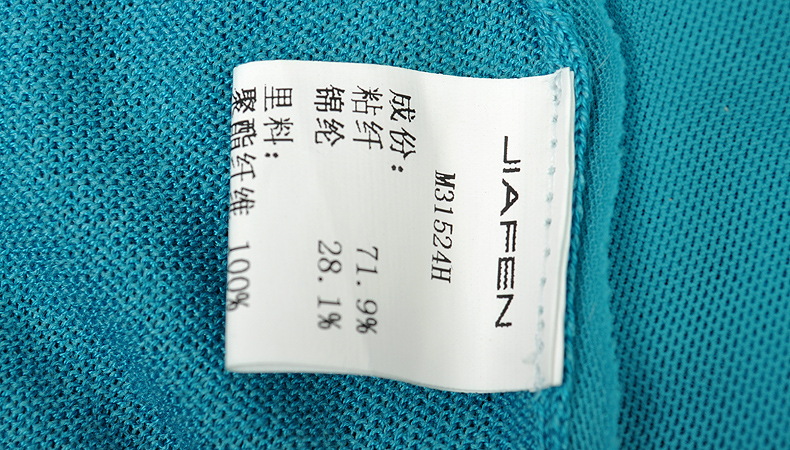 JIAFEN
M31524H
成份：
粘纤 71.9%
锦纶 28.1%
里料：
聚酯纤维 100%